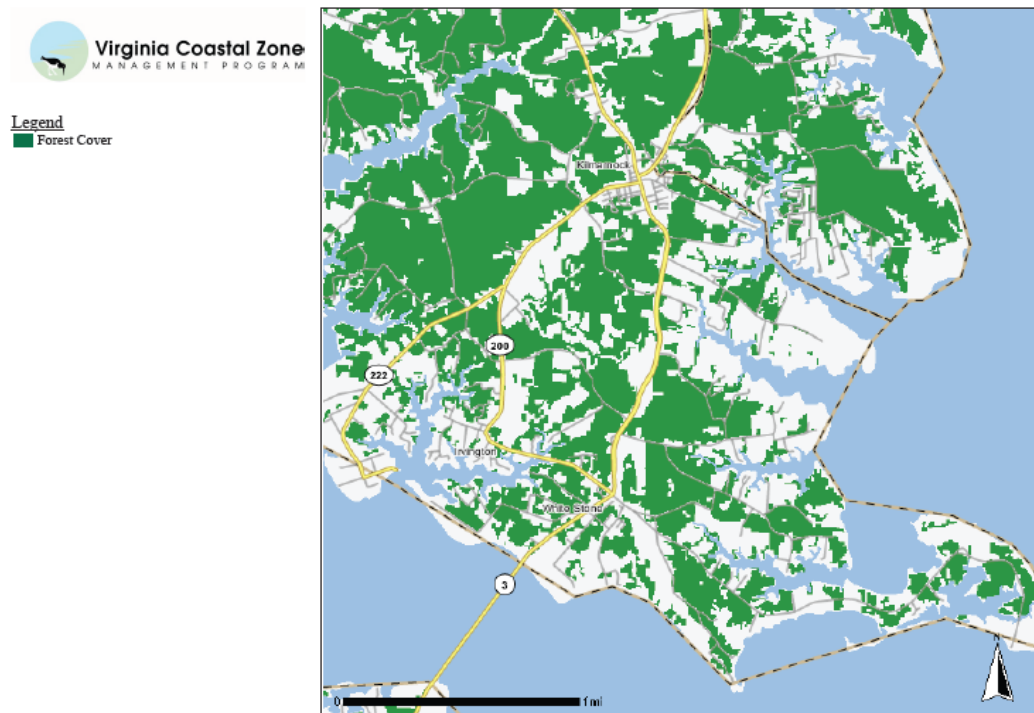 Virginia Coastal Zone
MANAGEMENT PROGRAM
Legend
Forest Cover
Kilmarnock
200
222
Irvington
White Stone
3
N
0
1 mi